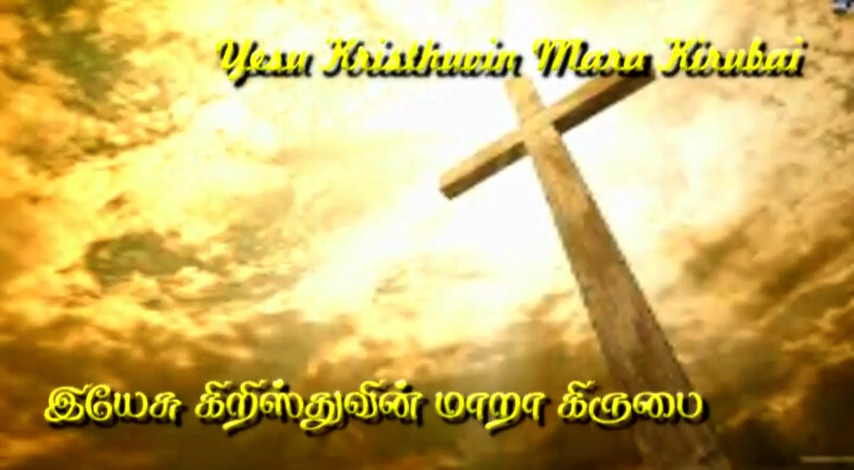 Yesu Kristhuvin Mara Kirubai
இயேசு கிறிஸ்துவின் மாறா கிருபை